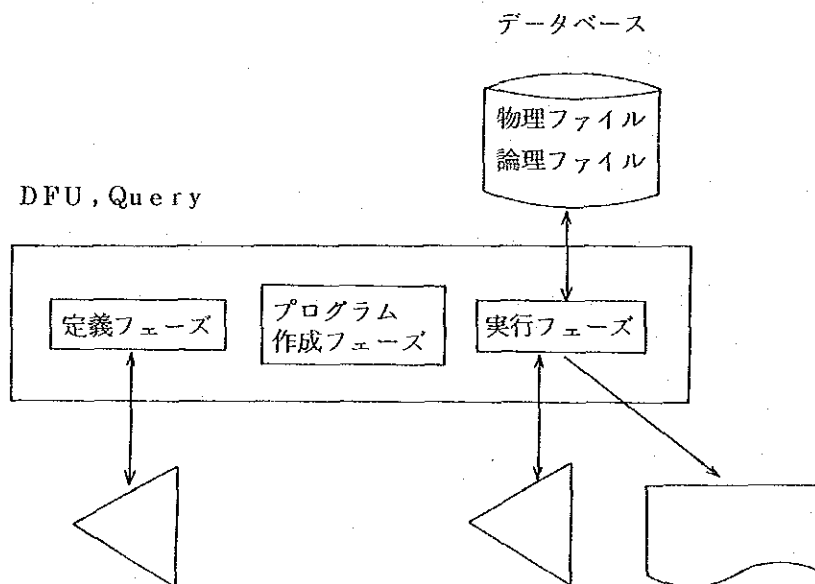 データベース
物理ファイル
論理ファイル
DFU,Query
定義フェーズ
プログラム
作成フェーズ
実行フェーズ